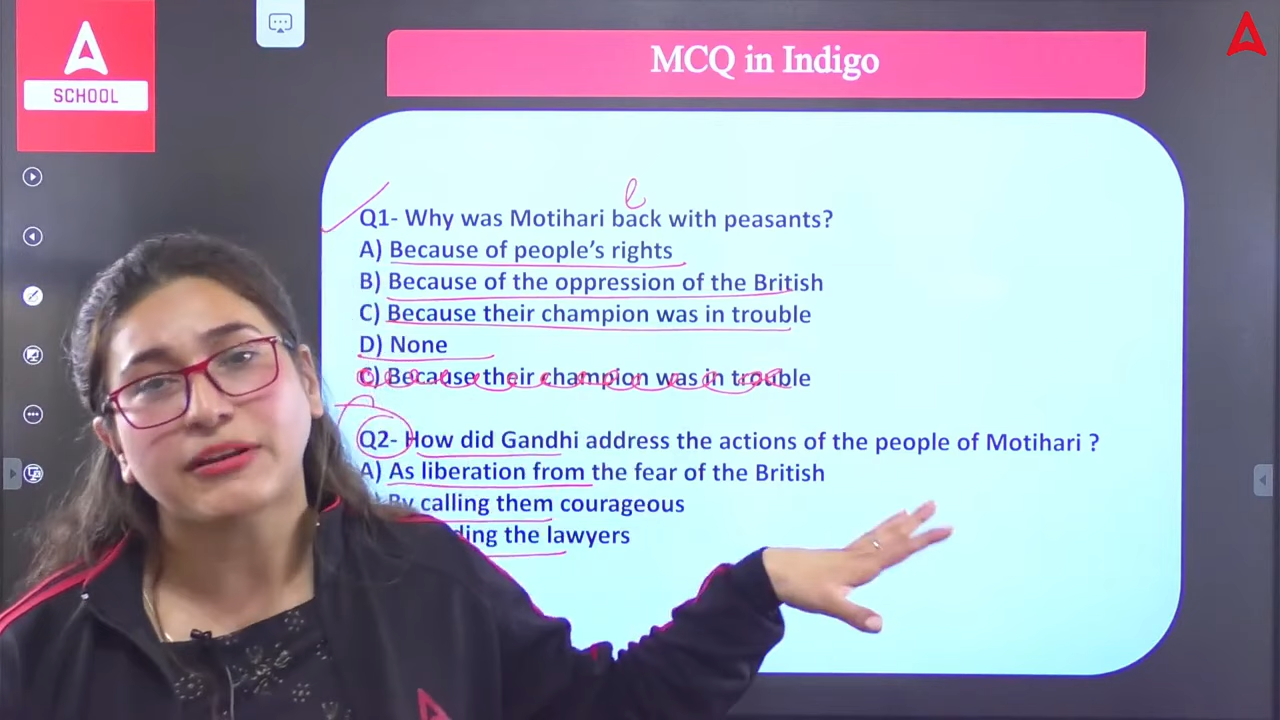 SCHOOL
MCQ in Indigo
l
Q1- Why was Motihari back with peasants?
A) Because of people’s rights
B) Because of the oppression of the British
C) Because their champion was in trouble
D) None
C) Because their champion was in trouble
Q2- How did Gandhi address the actions of the people of Motihari ?
A) As liberation from the fear of the British
By calling them courageous
the lawyers